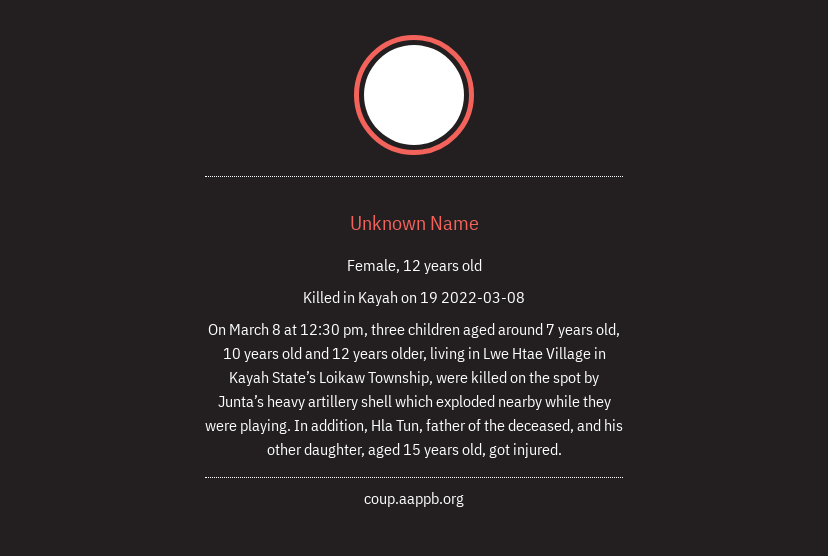 Unknown Name
Female, 12 years old
Killed in Kayah on 19 2022-03-08
On March 8 at 12:30 pm, three children aged around 7 years old,
10 years old and 12 years older, living in Lwe Htae Village in
Kayah State’s Loikaw Township, were killed on the spot by
Junta’s heavy artillery shell which exploded nearby while they
were playing. In addition, Hla Tun, father of the deceased, and his
other daughter, aged 15 years old, got injured.
coup.aappb.org